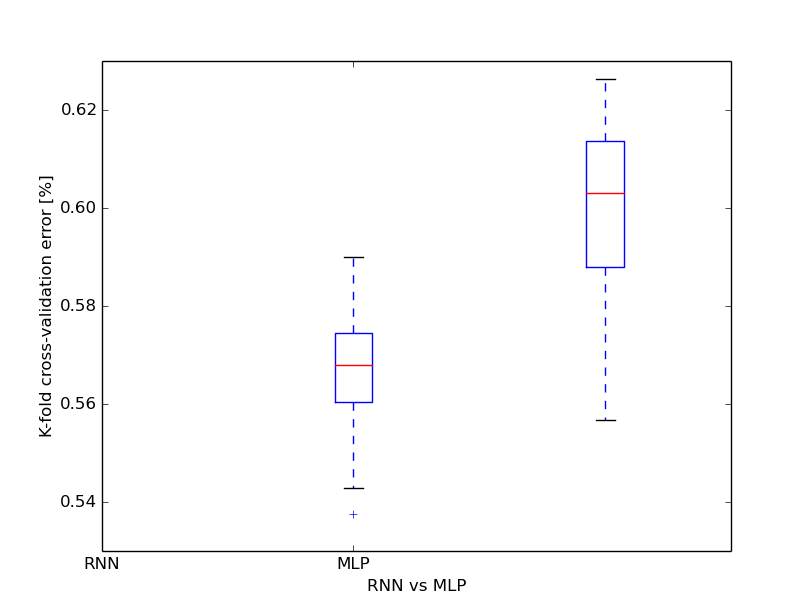 K-fold cross-validation error [%]
0.62
0.60
0.58
0.56
0.54
RNN
MLP
RNN vs MLP